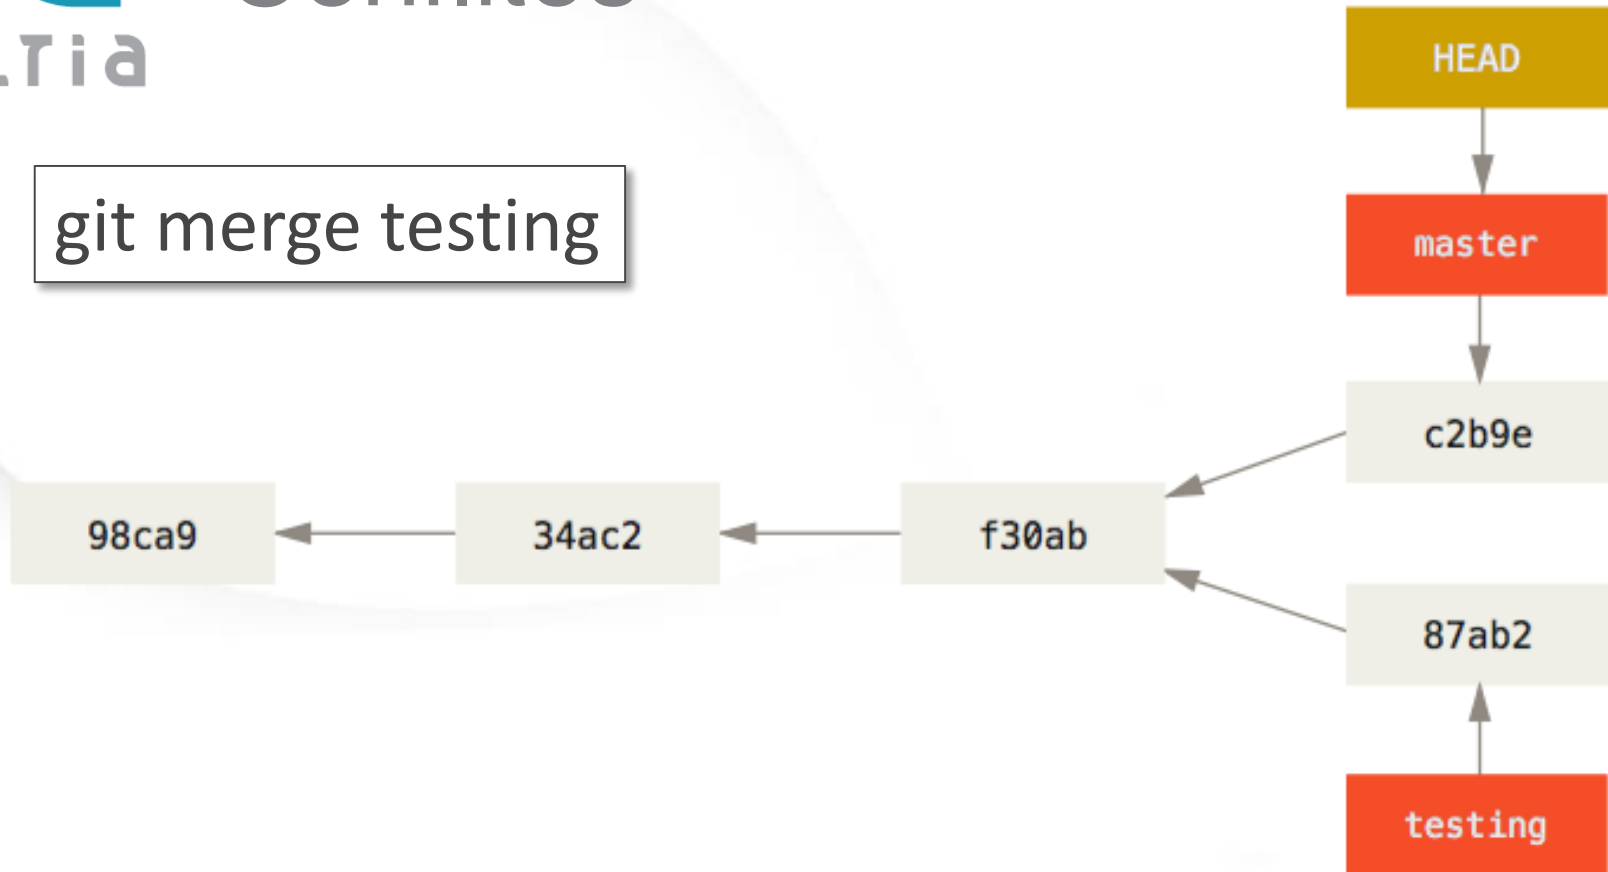 HEAD
git merge testing
master
c2b9e
98ca9
34ac2
f30ab
87ab2
testing